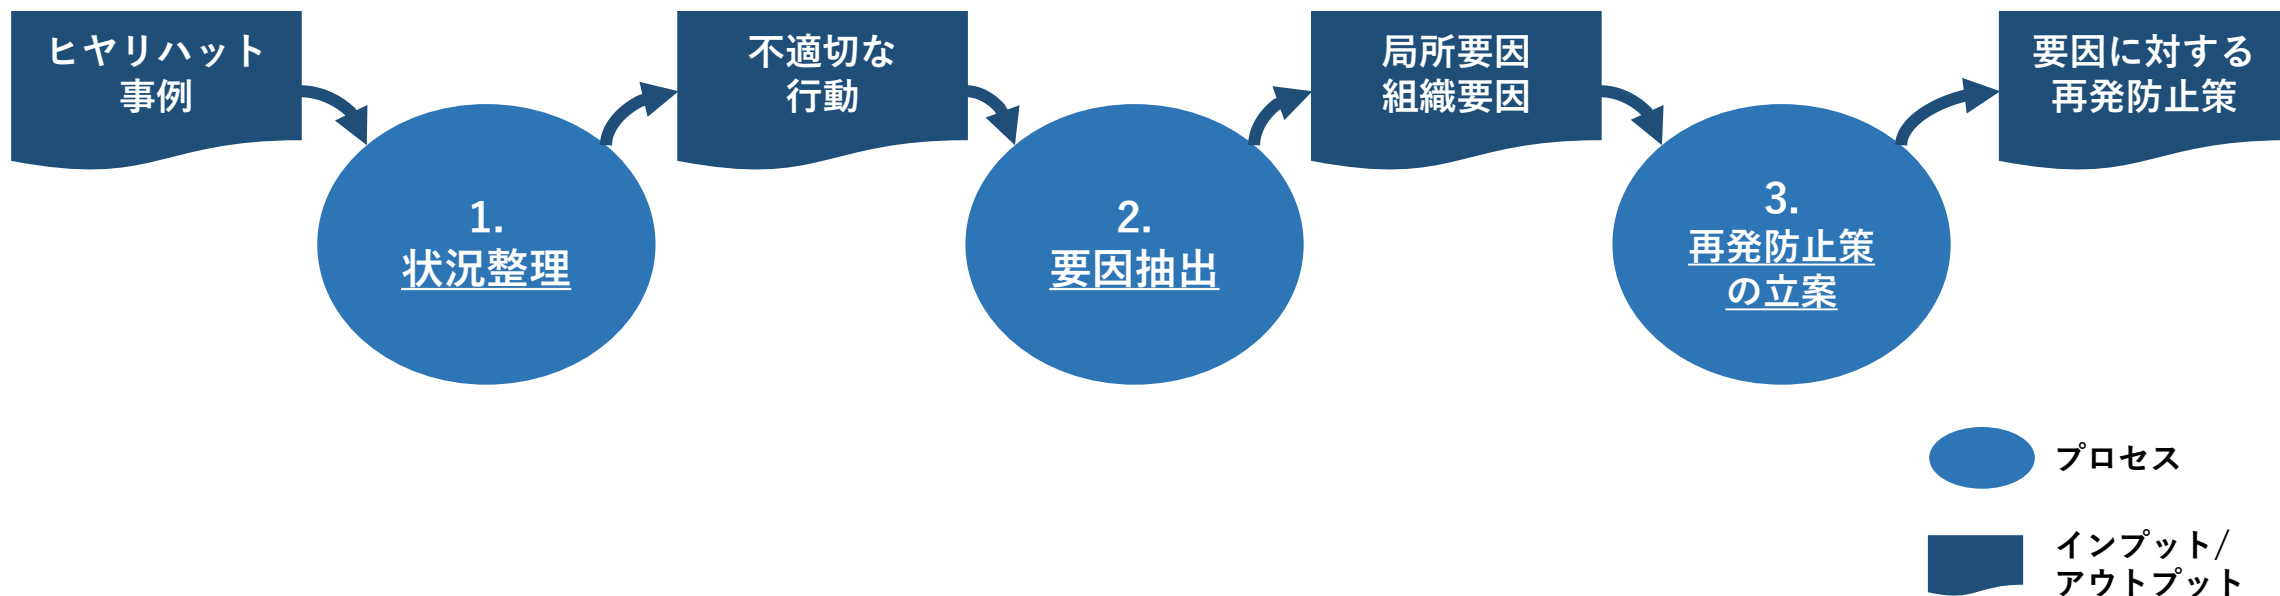 ヒヤリハット
事例
不適切な
行動
局所要因
組織要因
要因に対する
再発防止策
1.
状況整理
2.
要因抽出
3.
再発防止策
の立案
プロセス
インプット/
アウトプット